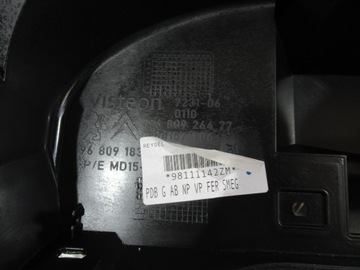 Visteon 7231-06
0110
96 809 264 77
96 809 183
P/E MD15
REYDEL
*98111142ZM*
PDB G AB NP VP FER SMEG